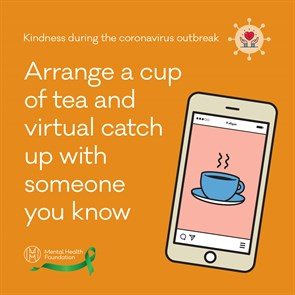 Kindness during the coronavirus outbreak
Arrange a cup
of tea and
virtual catch
up with
someone
you know
Mental Health
Foundation